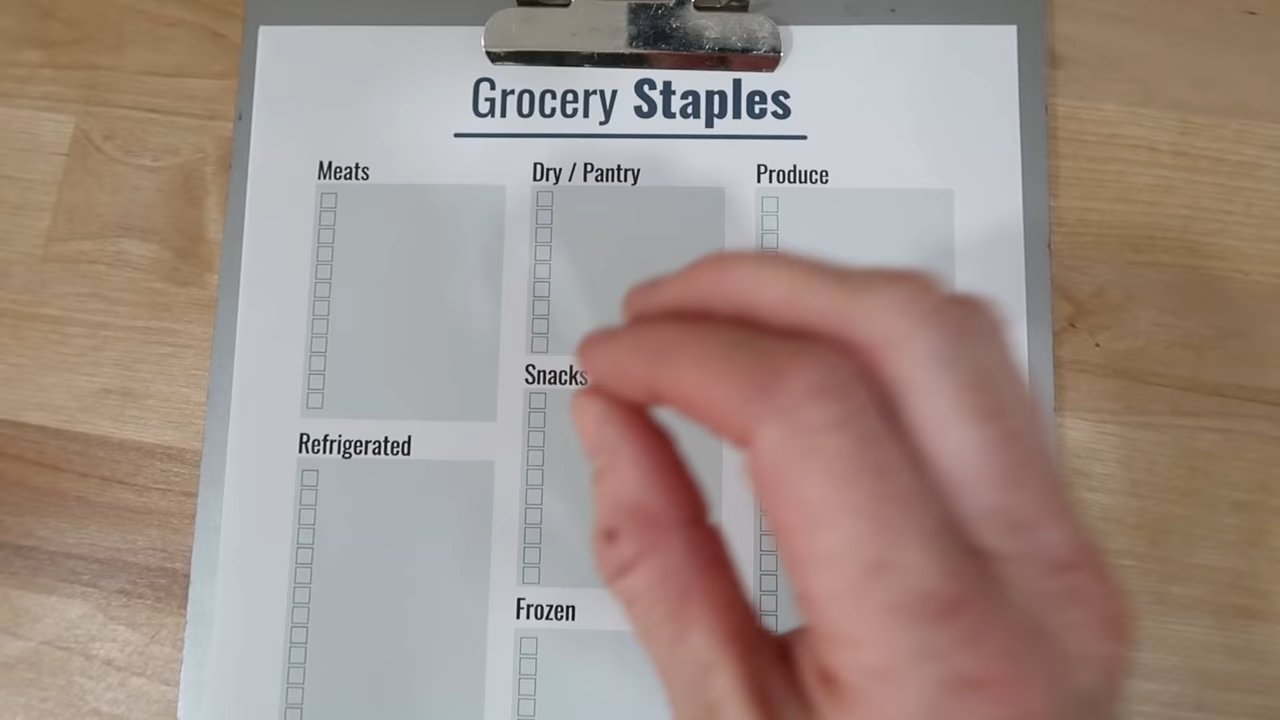 Grocery Staples
Meats
Dry / Pantry
Produce
Snacks
Refrigerated
Frozen